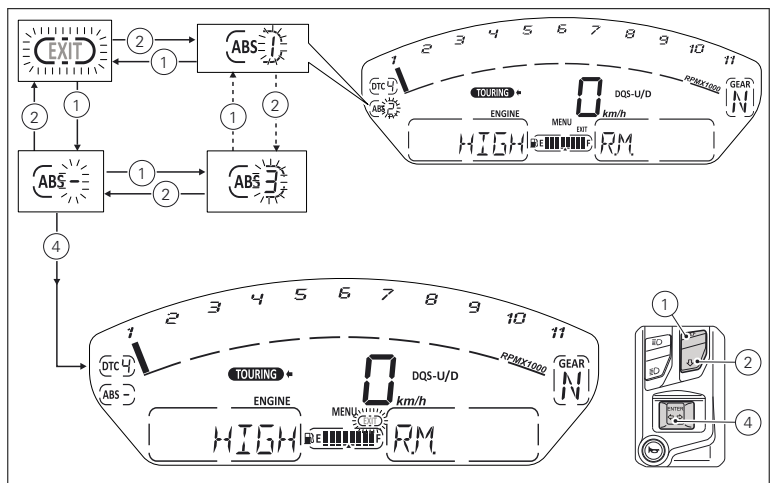 EXIT
2
ABS 1
1
2
1
1
2
ABS -
1
2
ABS 3
4
1 2 3 4 5 6 7 8 9 10 11
RPMX1000
DTC 4
ABS 2
TOURING
0
DQS-U/D
km/h
GEAR
N
ENGINE
MENU
EXIT
HIGH
E F
R.M.
1 2 3 4 5 6 7 8 9 10 11
RPMX1000
DTC 4
ABS -
TOURING
0
DQS-U/D
km/h
GEAR
N
ENGINE
MENU
EXIT
HIGH
E F
R.M.
1
2
ENTER
4